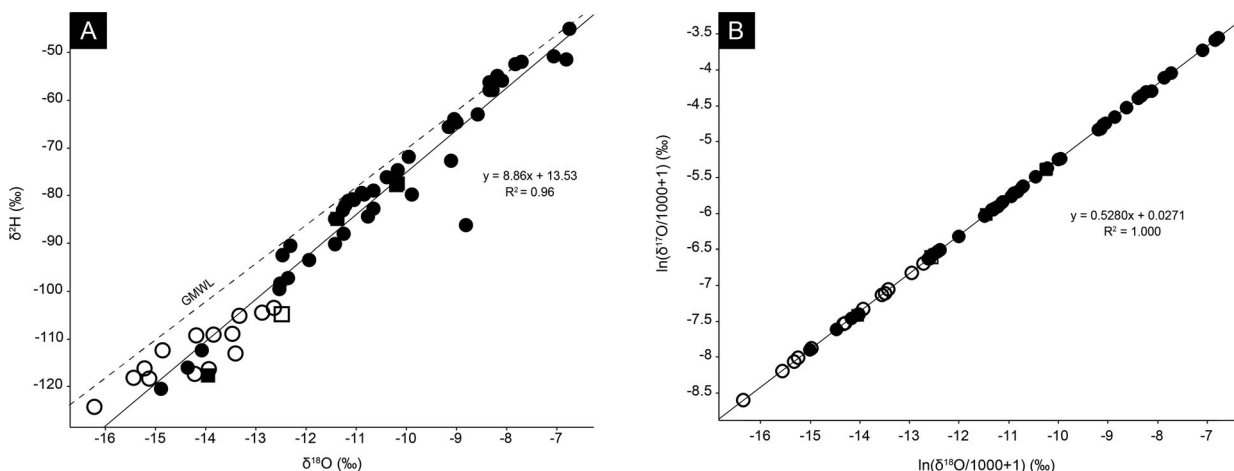 A
-50
-60
-70
-80
-90
-100
-110
-120
δ²H (‰)
GMWL
y = 8.86x + 13.53
R² = 0.96
-16 -15 -14 -13 -12 -11 -10 -9 -8 -7
δ¹⁸O (‰)
B
-3.5
-4
-4.5
-5
-5.5
-6
-6.5
-7
-7.5
-8
-8.5
ln(δ¹⁷O/1000+1) (‰)
y = 0.5280x + 0.0271
R² = 1.000
-16 -15 -14 -13 -12 -11 -10 -9 -8 -7
ln(δ¹⁸O/1000+1) (‰)